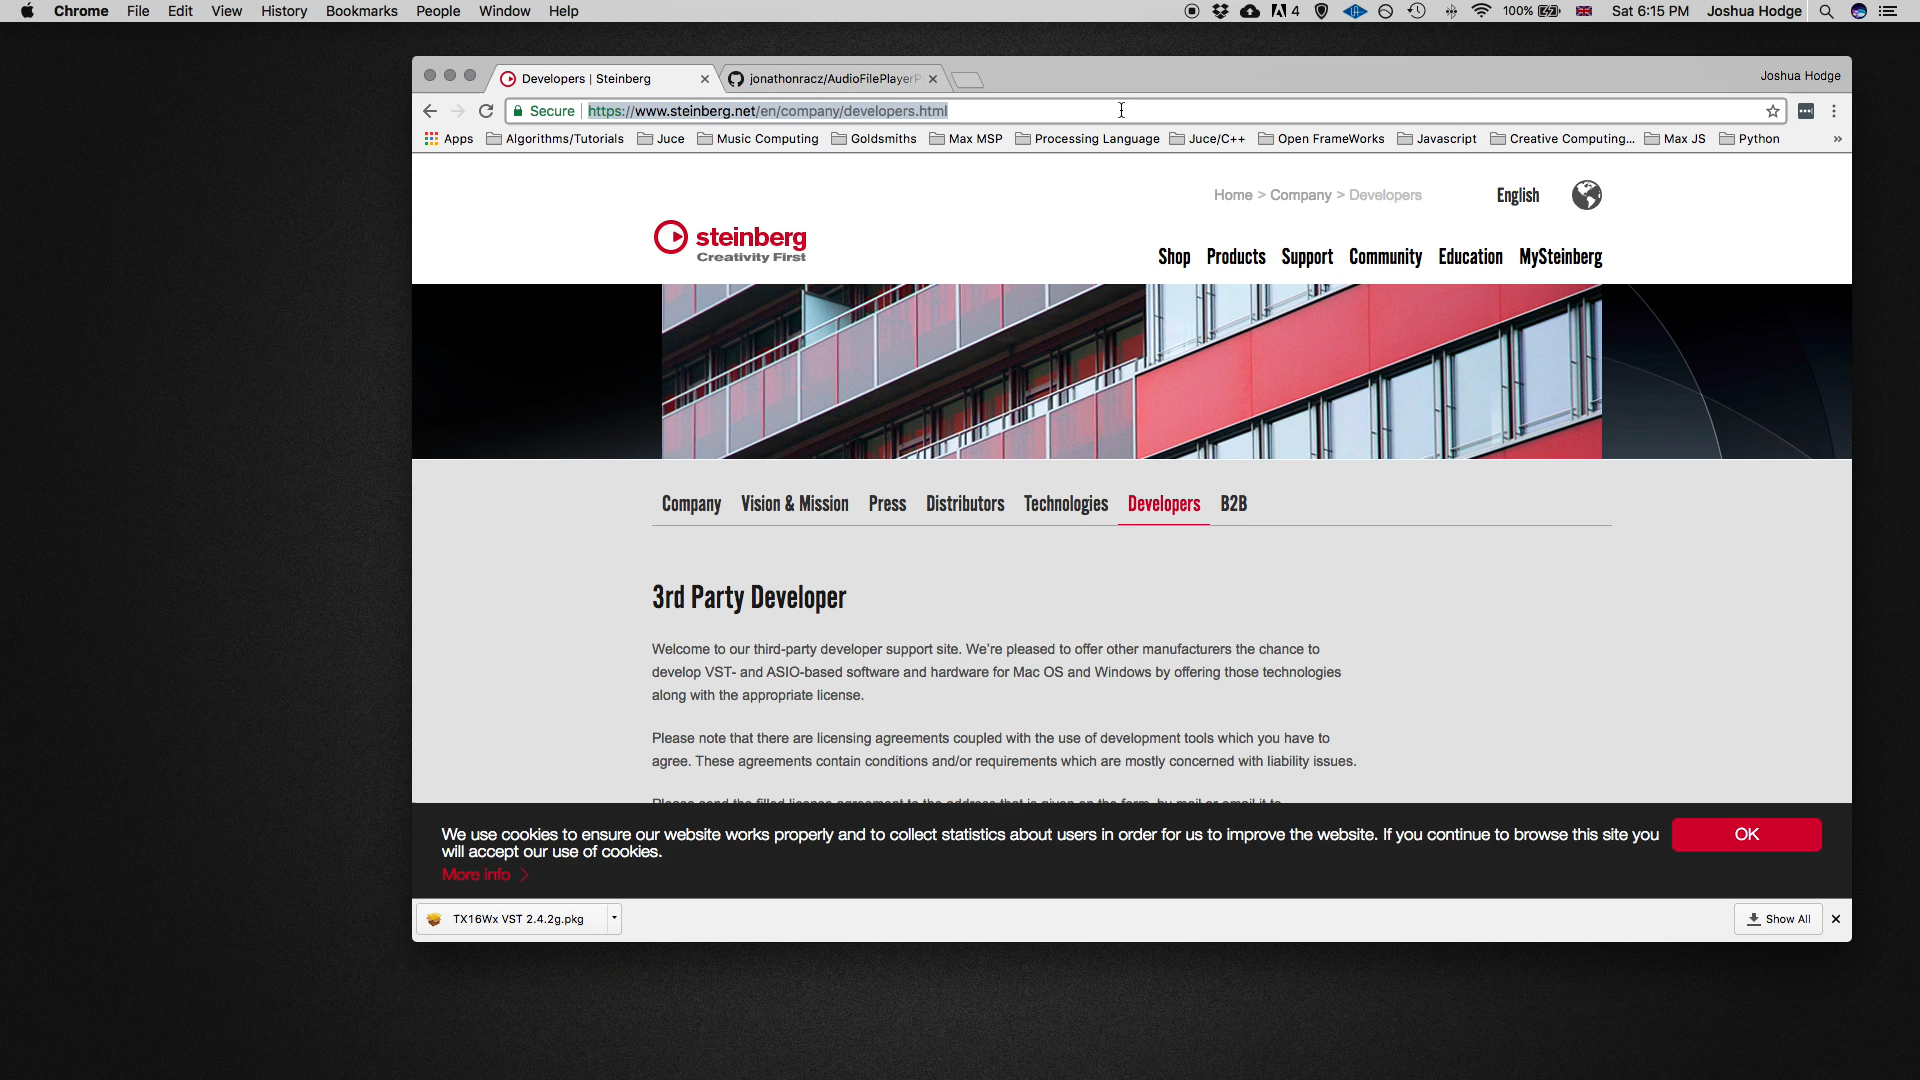 Chrome File Edit View History Bookmarks People Window Help
4 100% Sat 6:15 PM Joshua Hodge
Developers | Steinberg jonathonracz/AudioFilePlayerP Joshua Hodge
Secure https://www.steinberg.net/en/company/developers.html
Apps Algorithms/Tutorials Juce Music Computing Goldsmiths Max MSP Processing Language Juce/C++ Open FrameWorks Javascript Creative Computing... Max JS Python »
Home > Company > Developers English
steinberg
Creativity First
Shop Products Support Community Education MySteinberg
Company Vision & Mission Press Distributors Technologies Developers B2B
3rd Party Developer
Welcome to our third-party developer support site. We're pleased to offer other manufacturers the chance to
develop VST- and ASIO-based software and hardware for Mac OS and Windows by offering those technologies
along with the appropriate license.
Please note that there are licensing agreements coupled with the use of development tools which you have to
agree. These agreements contain conditions and/or requirements which are mostly concerned with liability issues.
Please send the filled license agreement to the address that is given on the form, by mail or email it to
We use cookies to ensure our website works properly and to collect statistics about users in order for us to improve the website. If you continue to browse this site you
will accept our use of cookies.
OK
More info >
TX16Wx VST 2.4.2g.pkg Show All